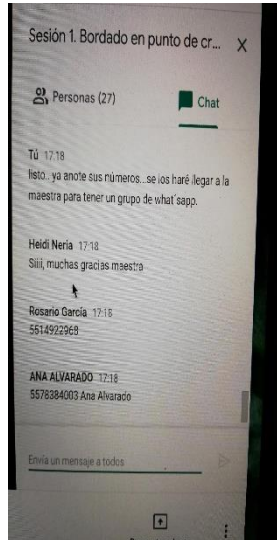 Sesión 1. Bordado en punto de cr...
Personas (27)
Chat
Tú 17:18
listo.. ya anote sus números...se los haré llegar a la
maestra para tener un grupo de what´sapp.
Heidi Neria 17:18
Siiii, muchas gracias maestra
Rosario García 17:18
5514922968
ANA ALVARADO 17:18
5578384003 Ana Alvarado
Envía un mensaje a todos